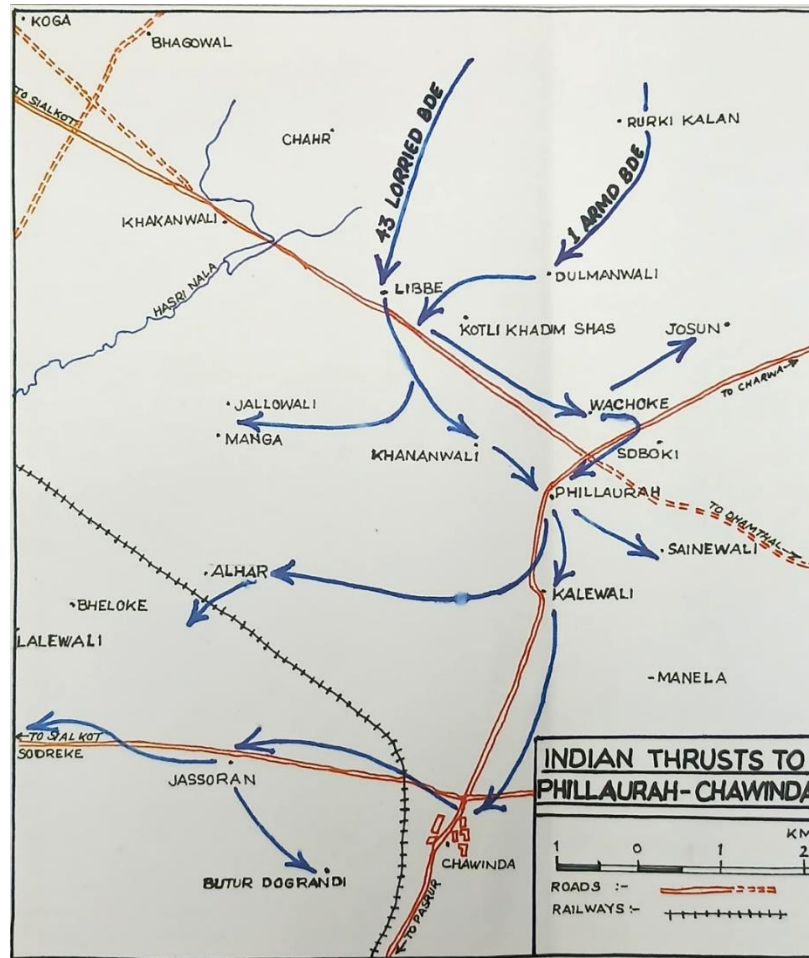 KOGA
BHAGOWAL
TO SIALKOT
CHAHR
43 LORRIED BDE
RURKI KALAN
1 ARMD BDE
KHAKANWALI
HASRI NALA
LIBBE
DULMANWALI
KOTLI KHADIM SHAS
JOSUN
TO CHARWA
JALLOWALI
MANGA
WACHOKE
KHANANWALI
SDBOKI
PHILLAURAH
TO CHAMTHAL
SAINEWALI
ALHAR
KALEWALI
BHELOKE
LALEWALI
MANELA
TO SIALKOT
SODREKE
JASSORAN
BUTUR DOGRANDI
CHAWINDA
TO PASRUR
INDIAN THRUSTS TO
PHILLAURAH-CHAWINDA
KM
1 0 1 2
ROADS :-
RAILWAYS :-